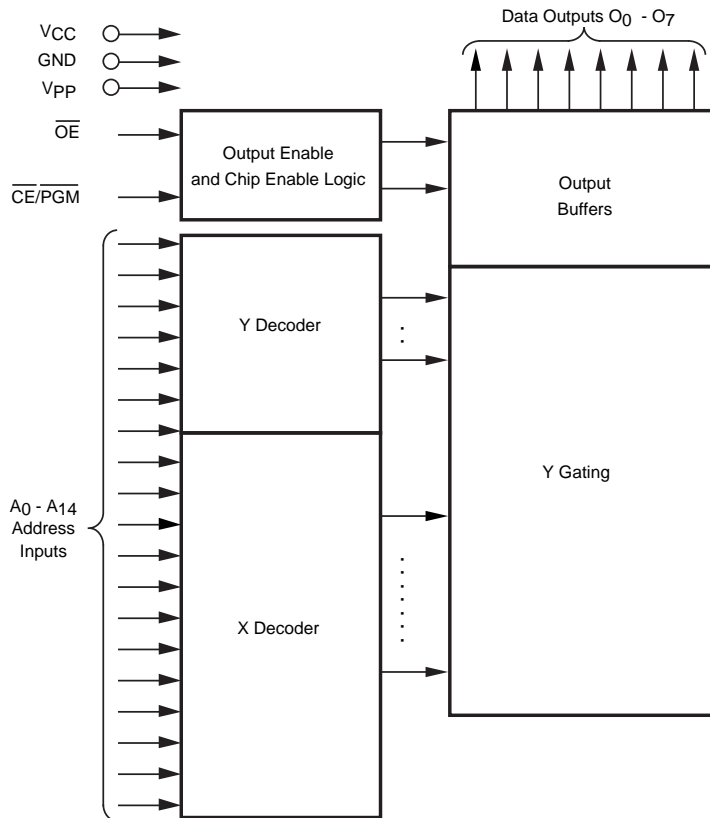 Data Outputs O0 - O7
VCC
GND
VPP
OE
CE/PGM
Output Enable
and Chip Enable Logic
Output
Buffers
Y Decoder
Y Gating
A0 - A14
Address
Inputs
X Decoder